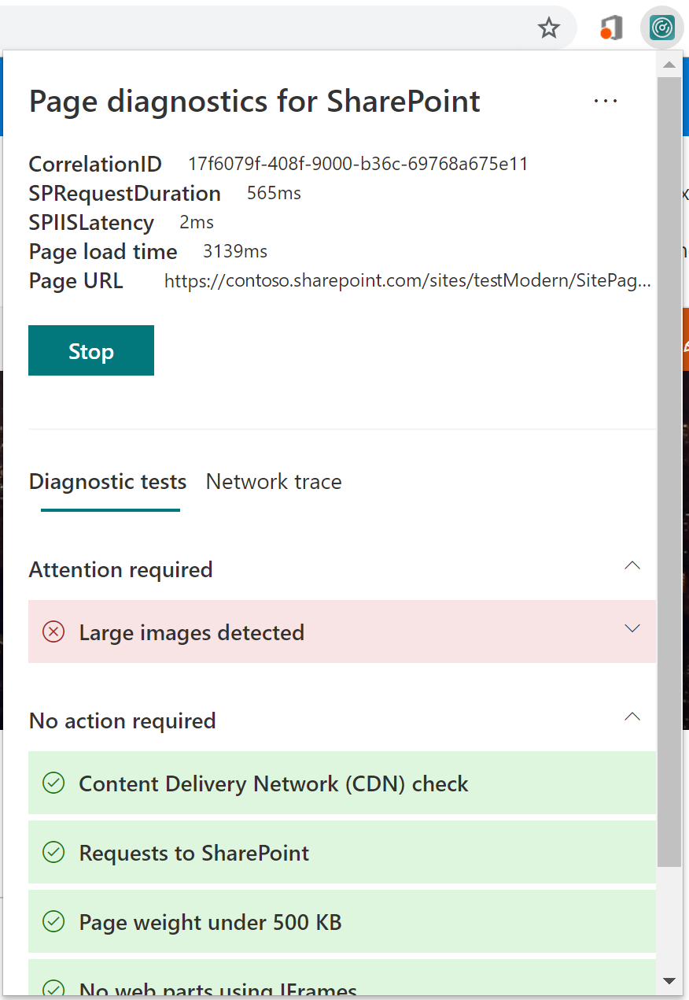 Page diagnostics for SharePoint ...
CorrelationID 17f6079f-408f-9000-b36c-69768a675e11
SPRequestDuration 565ms
SPIISLatency 2ms
Page load time 3139ms
Page URL https://contoso.sharepoint.com/sites/testModern/SitePag...
Stop
Diagnostic tests Network trace
Attention required
Large images detected
No action required
Content Delivery Network (CDN) check
Requests to SharePoint
Page weight under 500 KB
No web parts using IFrames